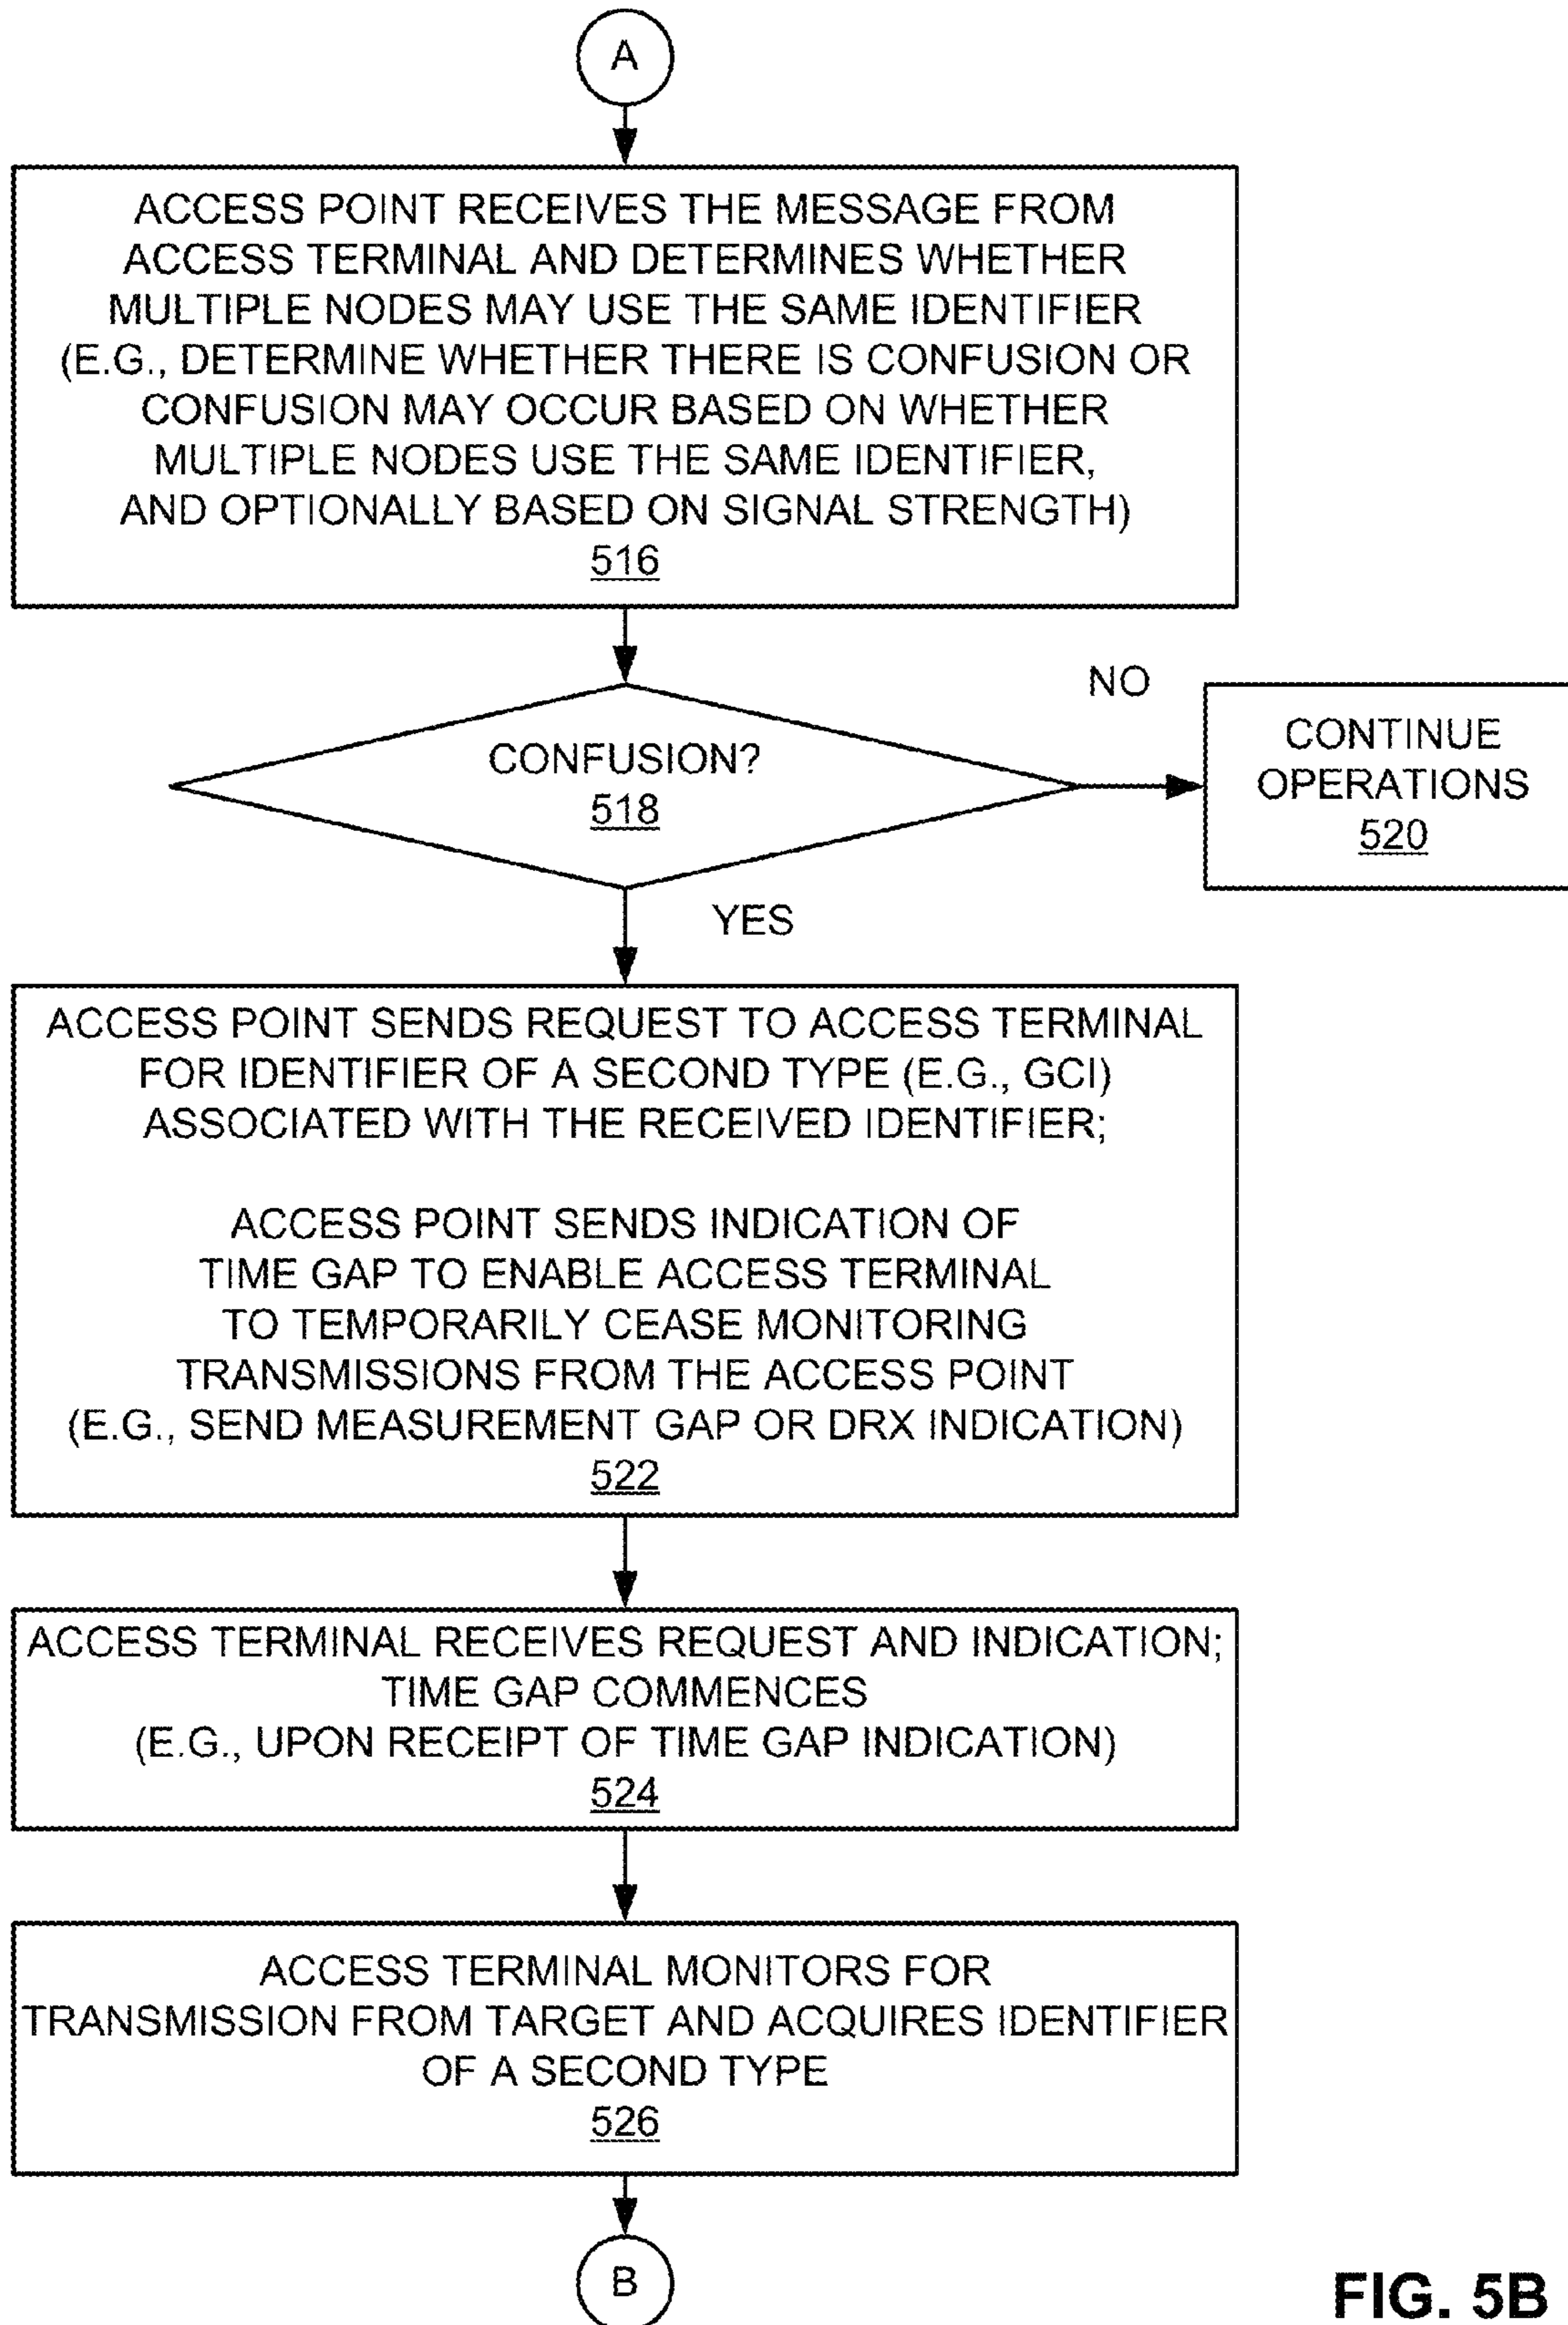 A
ACCESS POINT RECEIVES THE MESSAGE FROM
ACCESS TERMINAL AND DETERMINES WHETHER
MULTIPLE NODES MAY USE THE SAME IDENTIFIER
(E.G., DETERMINE WHETHER THERE IS CONFUSION OR
CONFUSION MAY OCCUR BASED ON WHETHER
MULTIPLE NODES USE THE SAME IDENTIFIER,
AND OPTIONALLY BASED ON SIGNAL STRENGTH)
516
CONFUSION?
518
NO
CONTINUE
OPERATIONS
520
YES
ACCESS POINT SENDS REQUEST TO ACCESS TERMINAL
FOR IDENTIFIER OF A SECOND TYPE (E.G., GCI)
ASSOCIATED WITH THE RECEIVED IDENTIFIER;
ACCESS POINT SENDS INDICATION OF
TIME GAP TO ENABLE ACCESS TERMINAL
TO TEMPORARILY CEASE MONITORING
TRANSMISSIONS FROM THE ACCESS POINT
(E.G., SEND MEASUREMENT GAP OR DRX INDICATION)
522
ACCESS TERMINAL RECEIVES REQUEST AND INDICATION;
TIME GAP COMMENCES
(E.G., UPON RECEIPT OF TIME GAP INDICATION)
524
ACCESS TERMINAL MONITORS FOR
TRANSMISSION FROM TARGET AND ACQUIRES IDENTIFIER
OF A SECOND TYPE
526
B
FIG. 5B